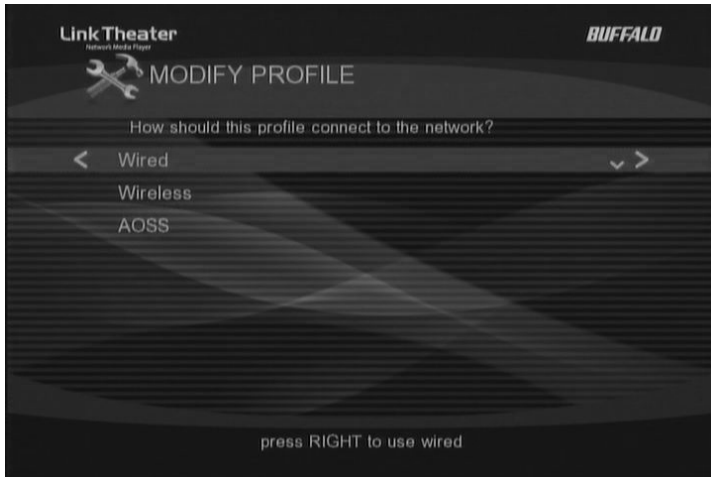 LinkTheater
Network Media Player
BUFFALO
MODIFY PROFILE
How should this profile connect to the network?
Wired
Wireless
AOSS
press RIGHT to use wired